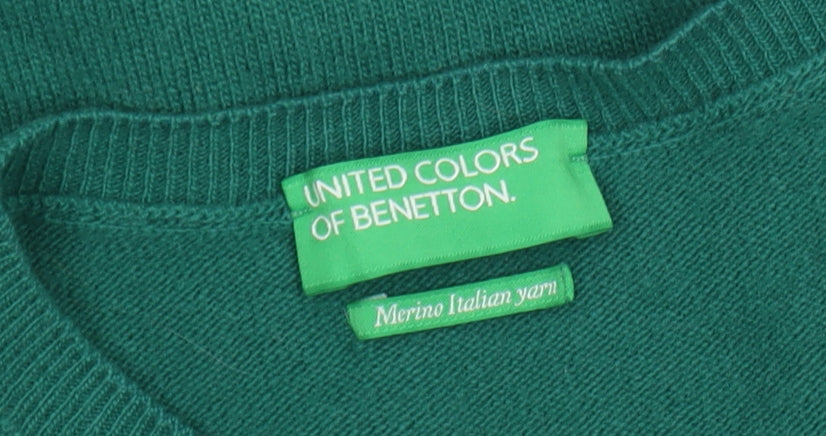 UNITED COLORS
OF BENETTON.
Merino Italian yarn